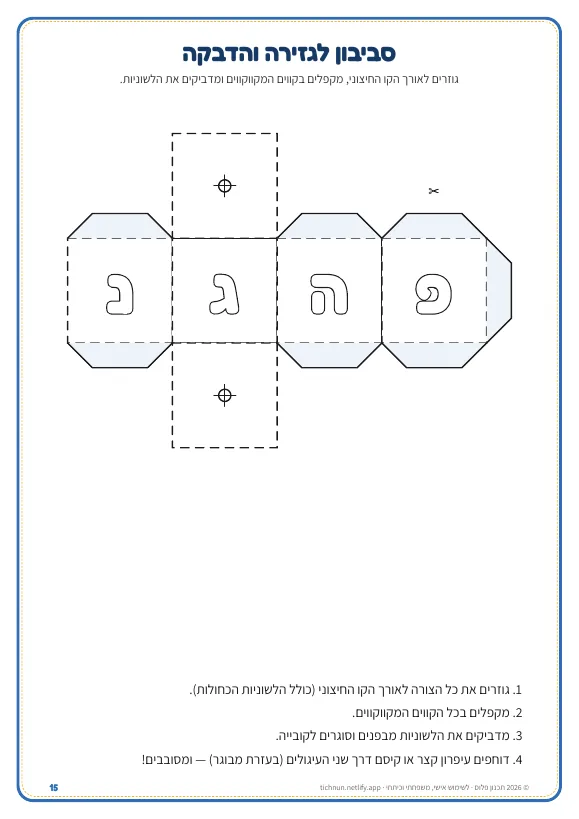 סביבון לגזירה והדבקה
גוזרים לאורך הקו החיצוני, מקפלים בקווים המקווקווים ומדביקים את הלשוניות.
פ ה ג נ
1. גוזרים את כל הצורה לאורך הקו החיצוני (כולל הלשוניות הכחולות).
2. מקפלים בכל הקווים המקווקווים.
3. מדביקים את הלשוניות מבפנים וסוגרים לקובייה.
4. דוחפים עיפרון קצר או קיסם דרך שני העיגולים (בעזרת מבוגר) — ומסובבים!
© 2026 תכנון פלוס · לשימוש אישי, משפחתי וכיתתי · tichnun.netlify.app
15